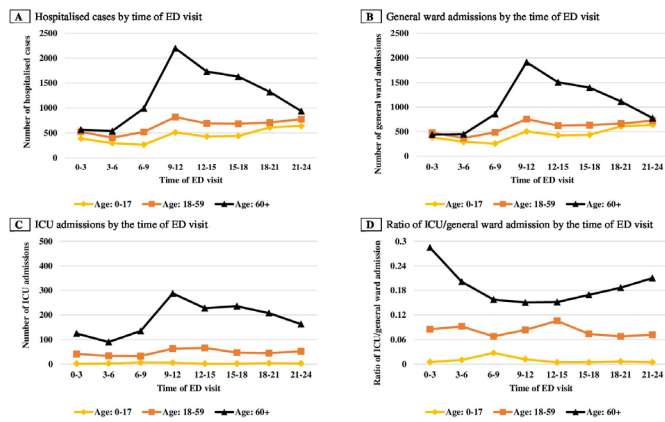 A Hospitalised cases by time of ED visit
Number of hospitalised cases
2500
2000
1500
1000
500
0
0-3 3-6 6-9 9-12 12-15 15-18 18-21 21-24
Time of ED visit
Age: 0-17 Age: 18-59 Age: 60+
B General ward admissions by the time of ED visit
Number of general ward admissions
2500
2000
1500
1000
500
0
0-3 3-6 6-9 9-12 12-15 15-18 18-21 21-24
Time of ED visit
Age: 0-17 Age: 18-59 Age: 60+
C ICU admissions by the time of ED visit
Number of ICU admissions
500
400
300
200
100
0
0-3 3-6 6-9 9-12 12-15 15-18 18-21 21-24
Time of ED visit
Age: 0-17 Age: 18-59 Age: 60+
D Ratio of ICU/general ward admission by the time of ED visit
Ratio of ICU/general ward admission
0.3
0.24
0.18
0.12
0.06
0
0-3 3-6 6-9 9-12 12-15 15-18 18-21 21-24
Time of ED visit
Age: 0-17 Age: 18-59 Age: 60+